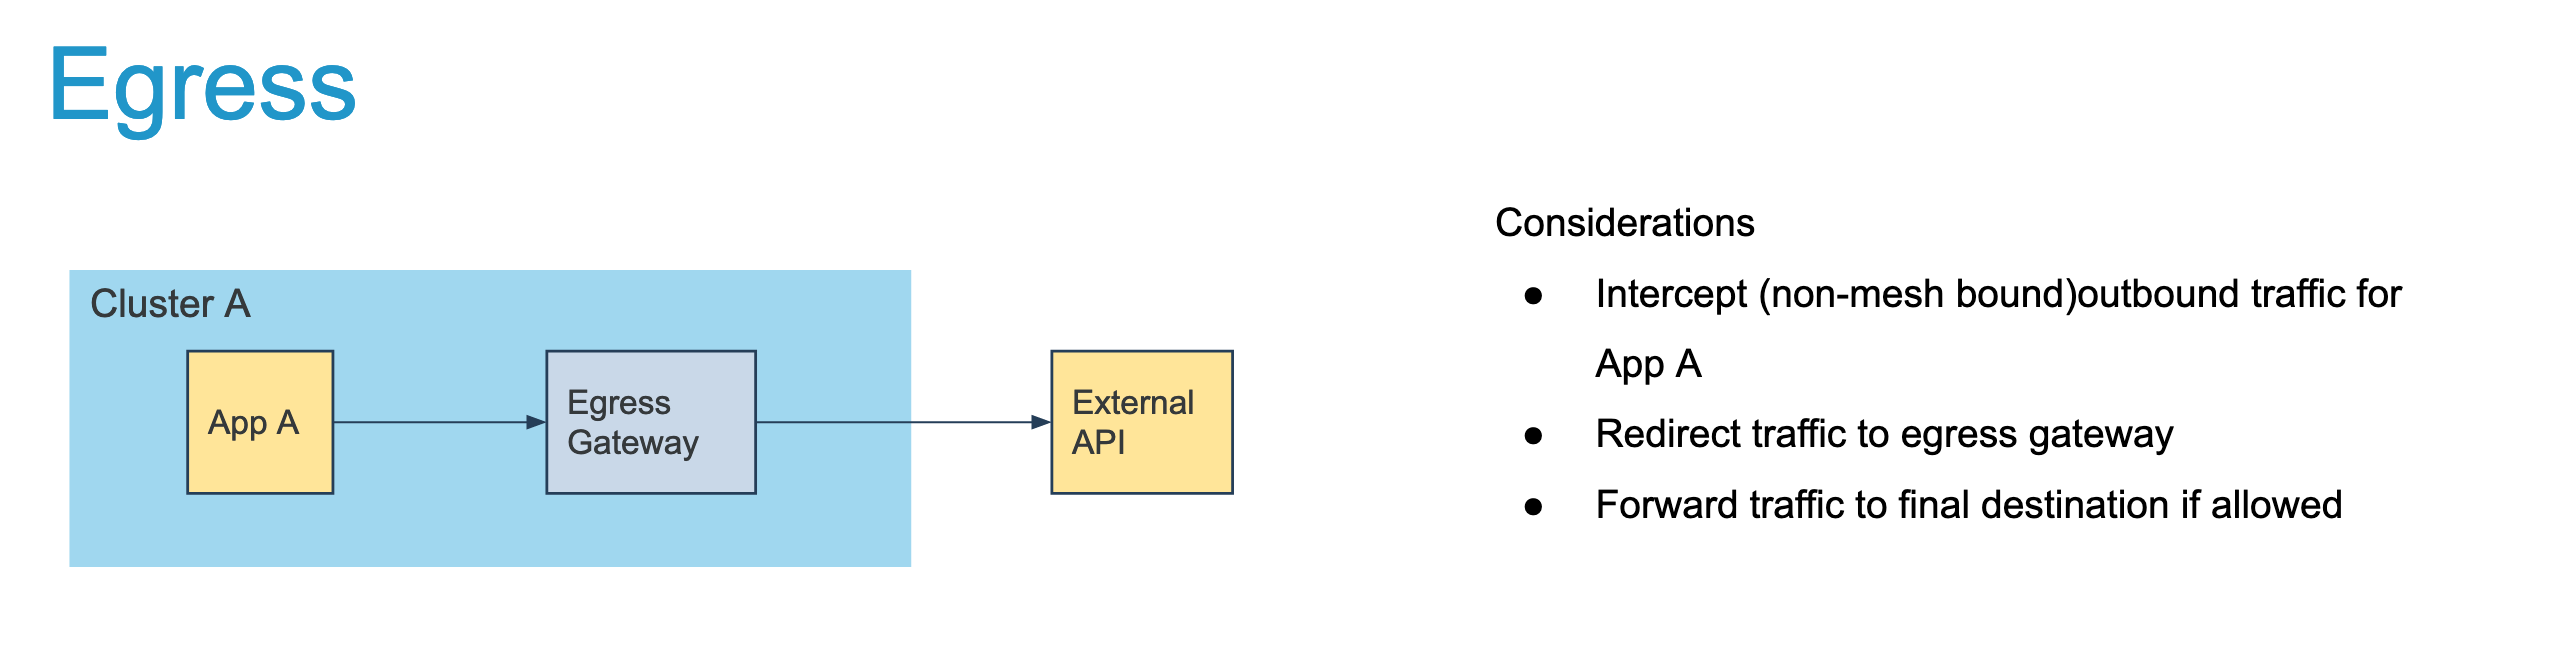 Egress
Cluster A
App A
Egress
Gateway
External
API
Considerations
● Intercept (non-mesh bound)outbound traffic for
App A
● Redirect traffic to egress gateway
● Forward traffic to final destination if allowed